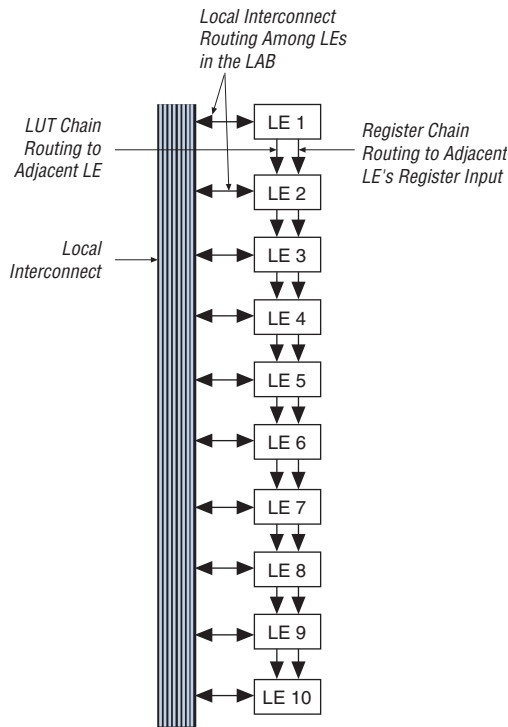 Local Interconnect
Routing Among LEs
in the LAB
LUT Chain
Routing to
Adjacent LE
Register Chain
Routing to Adjacent
LE's Register Input
Local
Interconnect
LE 1
LE 2
LE 3
LE 4
LE 5
LE 6
LE 7
LE 8
LE 9
LE 10